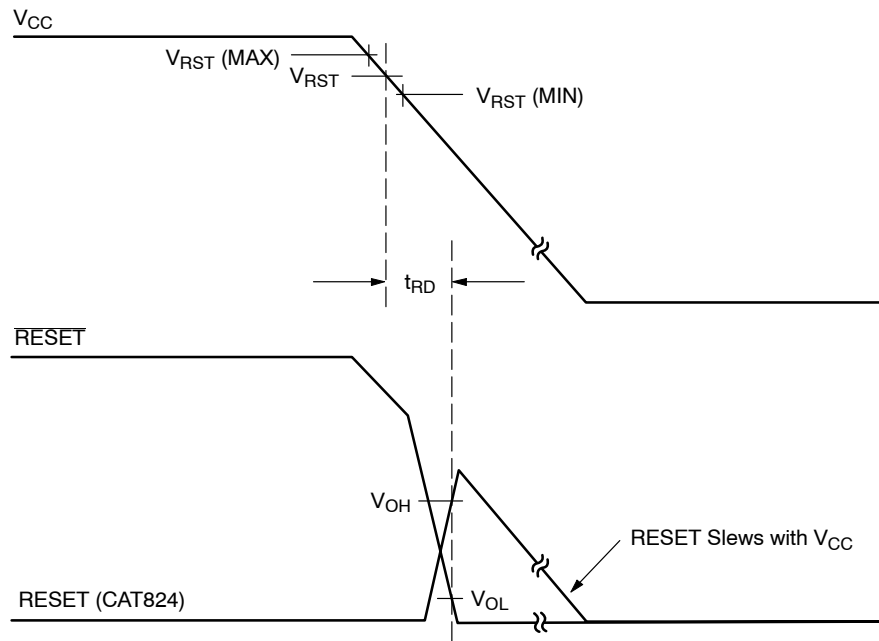 VCC
VRST (MAX)
VRST
VRST (MIN)
tRD
RESET
VOH
RESET Slews with VCC
RESET (CAT824)
VOL